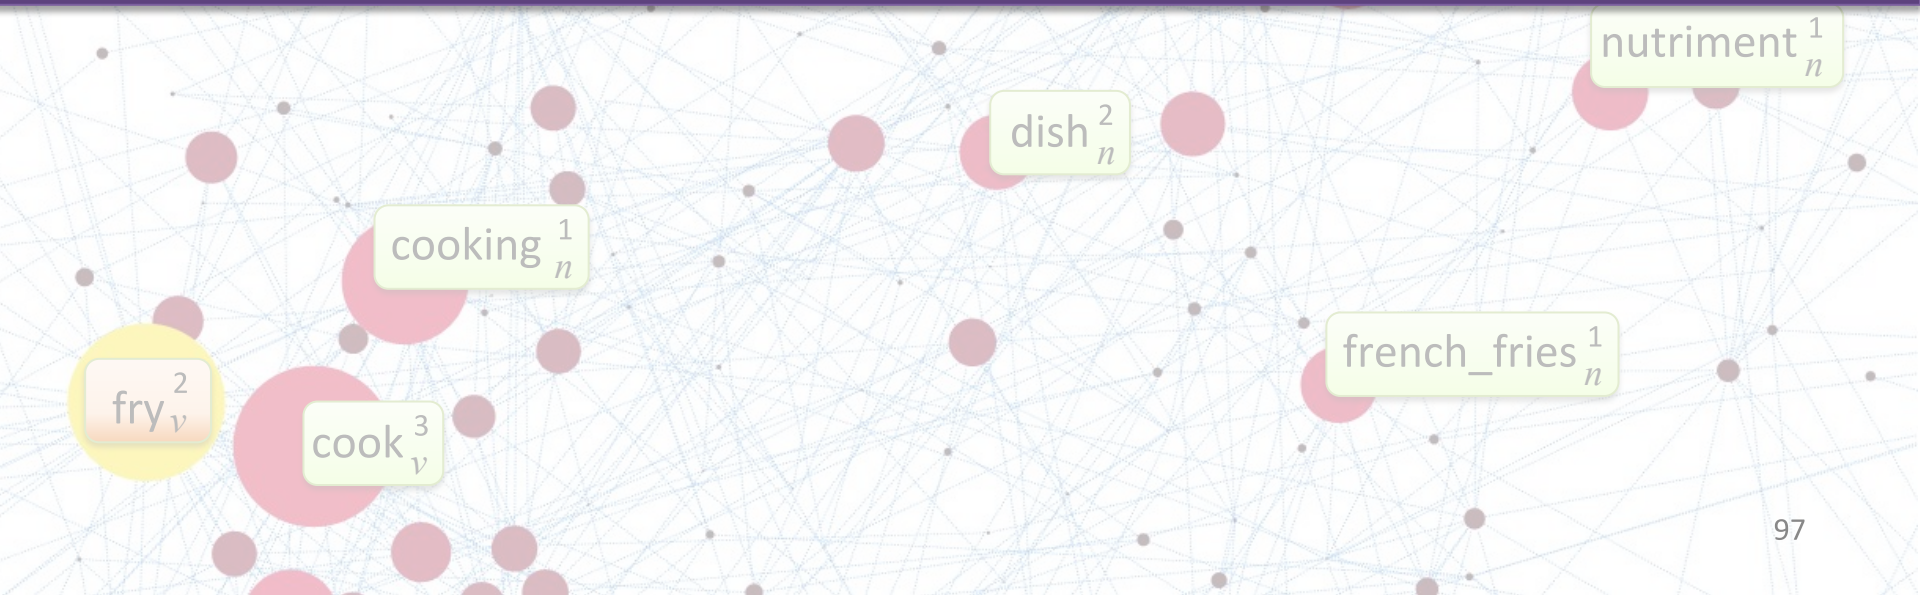 nutriment 1 n
dish 2 n
cooking 1 n
french_fries 1 n
fry 2 v
cook 3 v
97